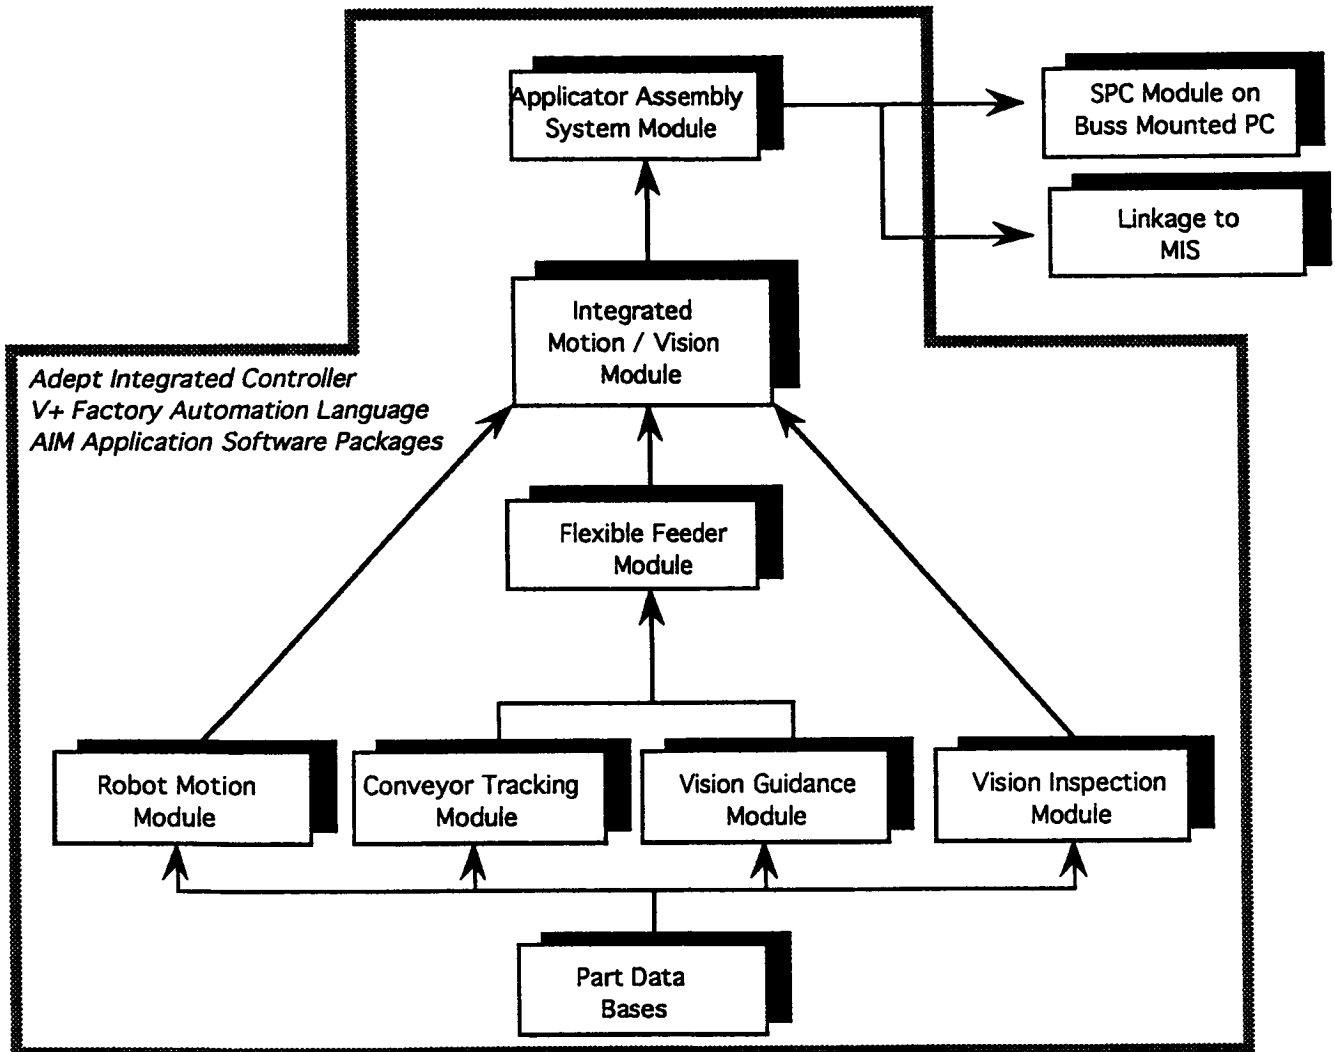 Applicator Assembly
System Module
SPC Module on
Buss Mounted PC
Linkage to
MIS
Integrated
Motion / Vision
Module
Adept Integrated Controller
V+ Factory Automation Language
AIM Application Software Packages
Flexible Feeder
Module
Robot Motion
Module
Conveyor Tracking
Module
Vision Guidance
Module
Vision Inspection
Module
Part Data
Bases